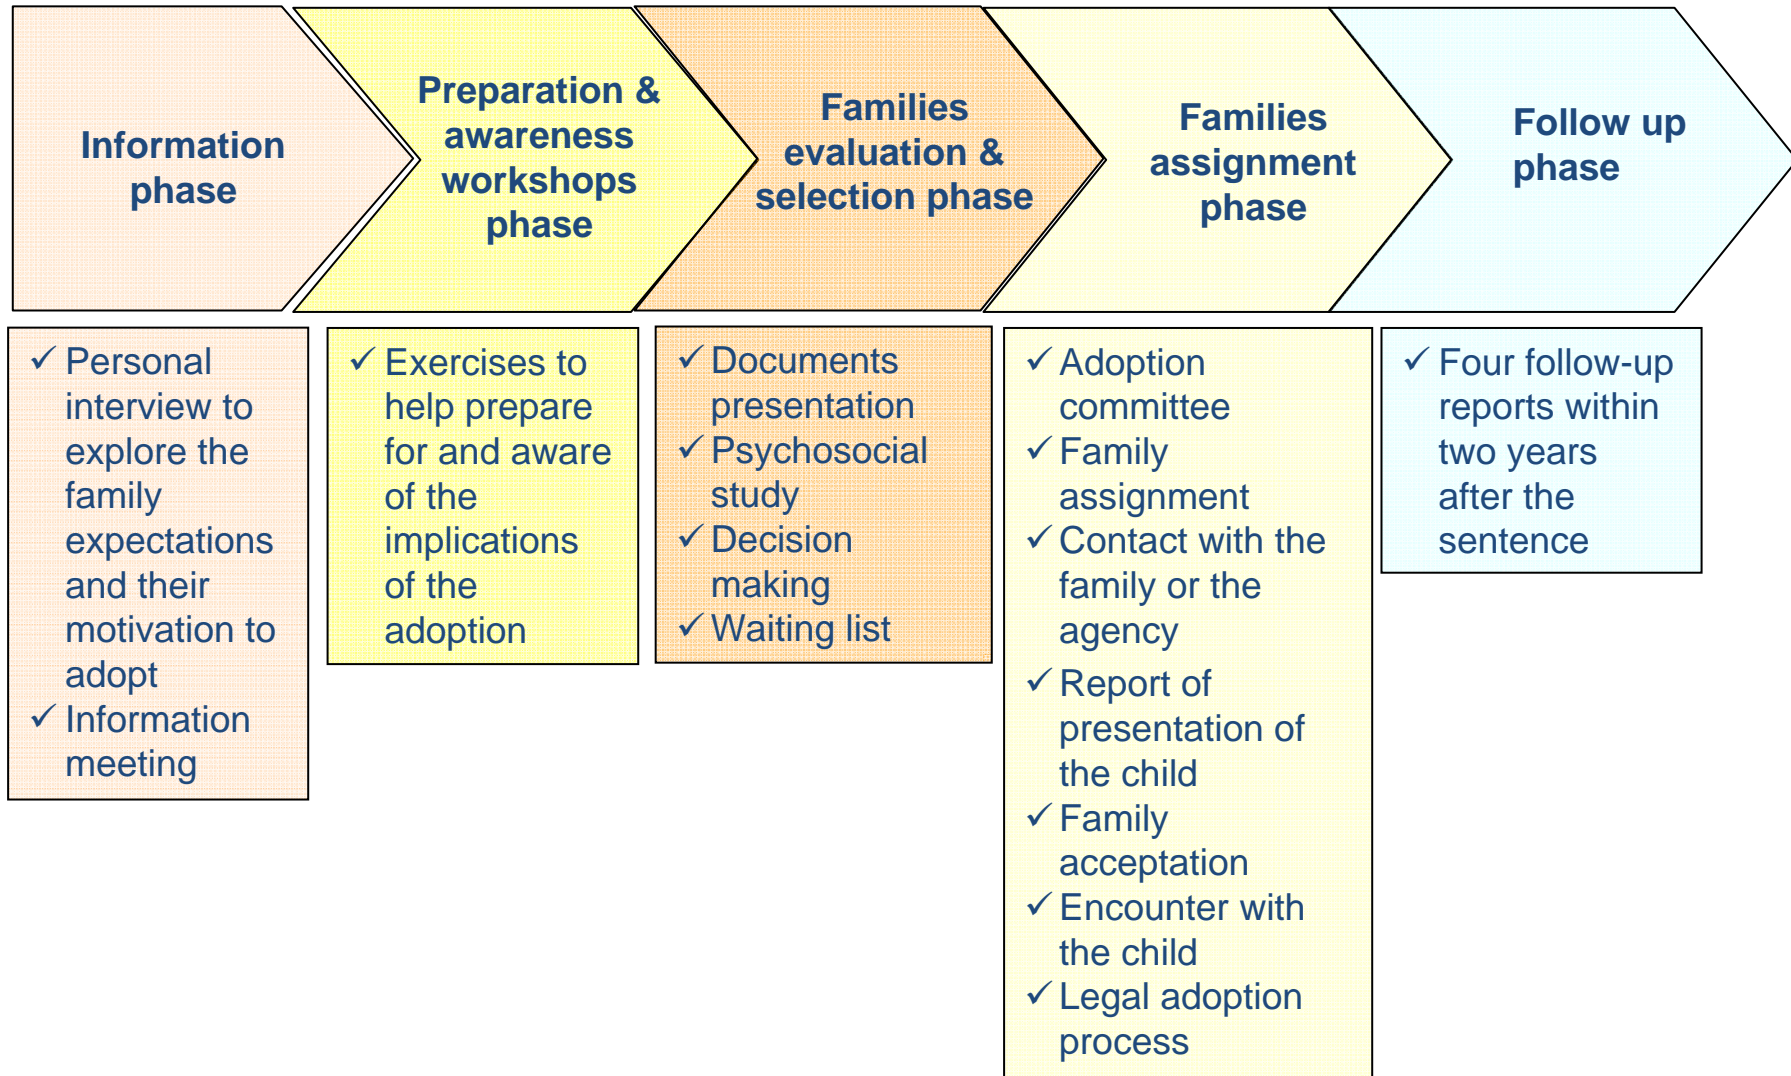 Information
phase
Preparation &
awareness
workshops
phase
Families
evaluation &
selection phase
Families
assignment
phase
Follow up
phase
✓ Personal
interview to
explore the
family
expectations
and their
motivation to
adopt
✓ Information
meeting
✓ Exercises to
help prepare
for and aware
of the
implications
of the
adoption
✓ Documents
presentation
✓ Psychosocial
study
✓ Decision
making
✓ Waiting list
✓ Adoption
committee
✓ Family
assignment
✓ Contact with the
family or the
agency
✓ Report of
presentation of
the child
✓ Family
acceptation
✓ Encounter with
the child
✓ Legal adoption
process
✓ Four follow-up
reports within
two years
after the
sentence